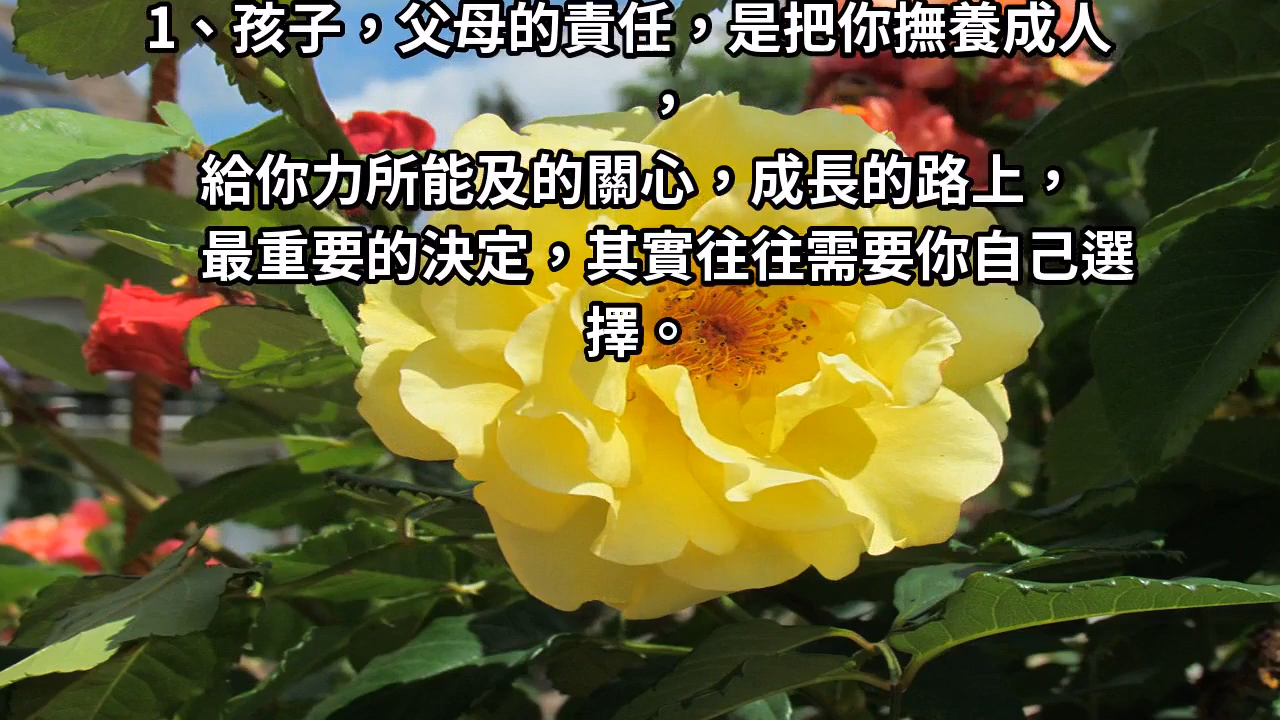 1、孩子，父母的責任，是把你撫養成人
，
給你力所能及的關心，成長的路上，
最重要的決定，其實往往需要你自己選
擇。